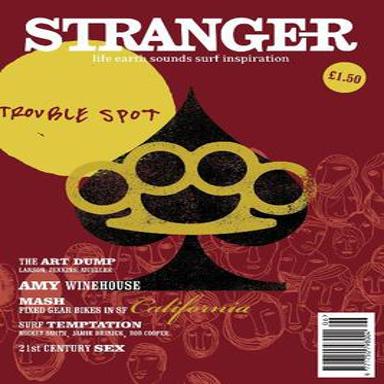 STRANGER
life earth sounds surf inspiration
£1.50
TROUBLE SPOT
THE ART DUMP
LARSON, JENKINS, MUELLER
AMY WINEHOUSE
MASH
FIXED GEAR BIKES IN SF California
SURF TEMPTATION
21st CENTURY SEX